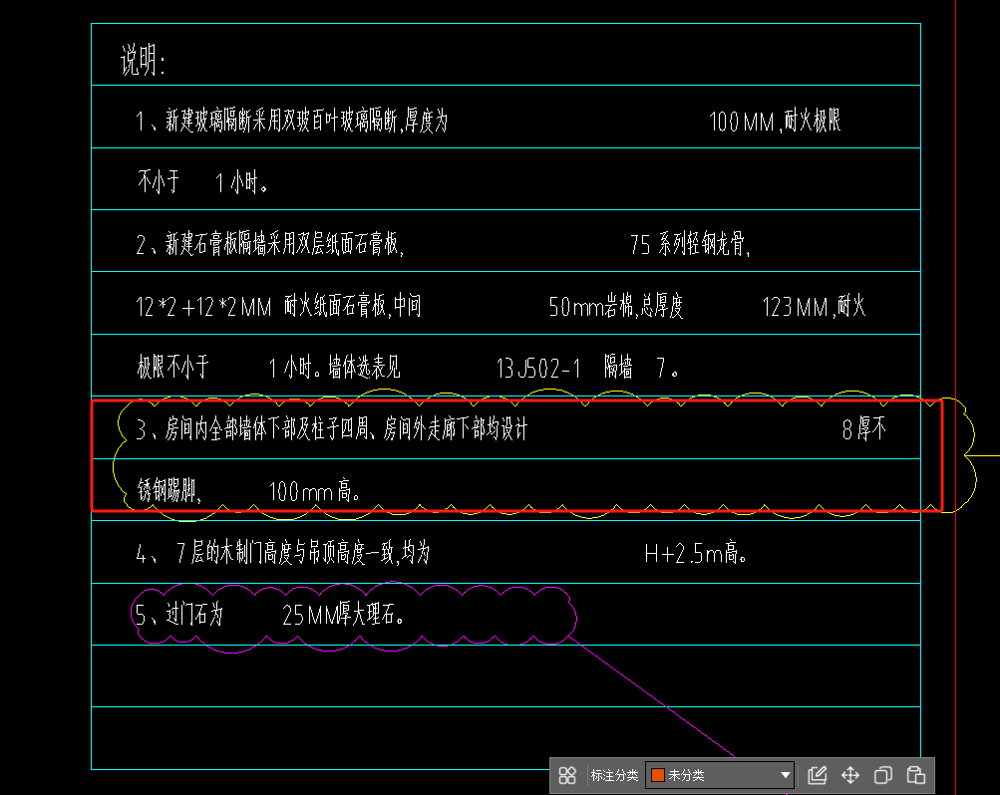 说明:
1、新建玻璃隔断采用双玻百叶玻璃隔断,厚度为 100MM,耐火极限
不小于 1小时。
2、新建石膏板隔墙采用双层纸面石膏板, 75系列轻钢龙骨,
12*2+12*2MM 耐火纸面石膏板,中间 50mm岩棉,总厚度 123MM,耐火
极限不小于 1小时。墙体选表见 13J502-1 隔墙 7。
3、房间内全部墙体下部及柱子四周、房间外走廊下部均设计 8厚不
锈钢踢脚, 100mm高。
4、 7层的木制门高度与吊顶高度一致,均为 H+2.5m高。
5、过门石为 25MM厚大理石。
标注分类 未分类